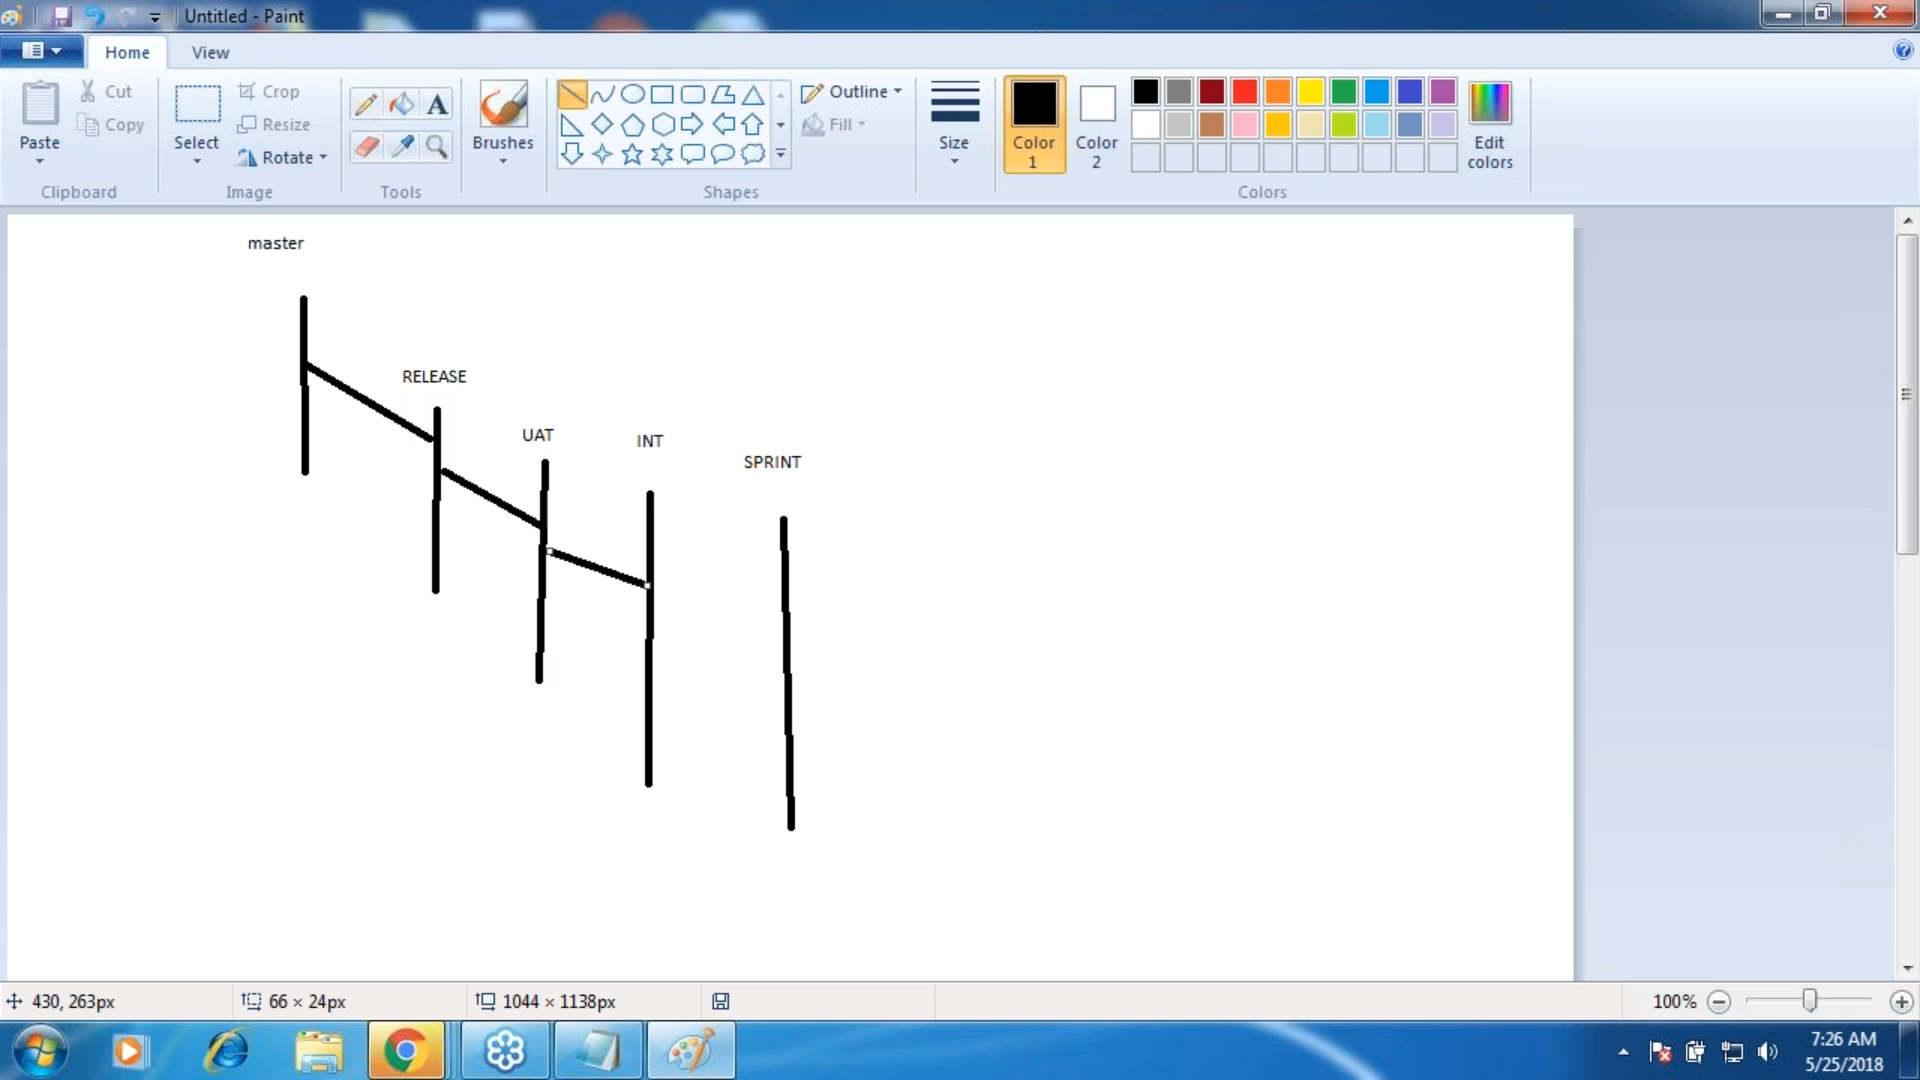 Untitled - Paint
Home
View
Paste
Cut
Copy
Clipboard
Select
Crop
Resize
Rotate
Image
A
Tools
Brushes
Outline
Fill
Shapes
Size
Color
1
Color
2
Edit
colors
Colors
master
RELEASE
UAT
INT
SPRINT
430, 263px
66 × 24px
1044 × 1138px
100%
7:26 AM
5/25/2018